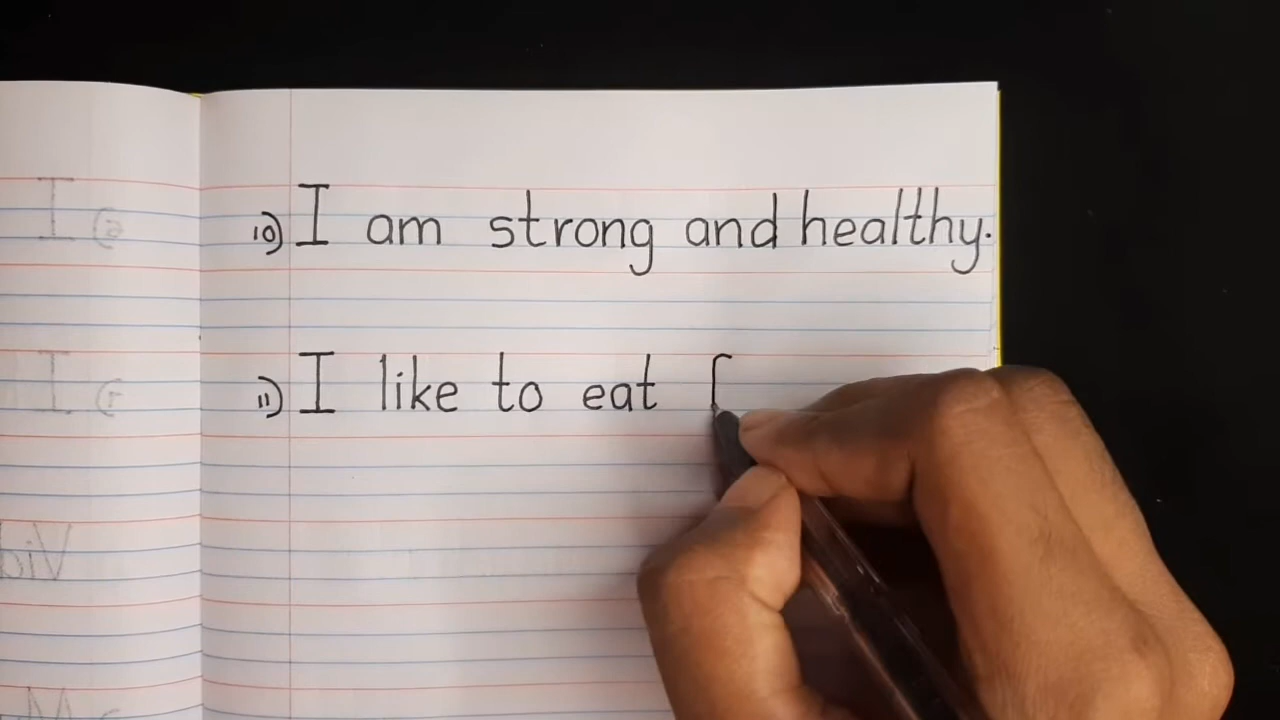 10) I am strong and healthy.
11) I like to eat